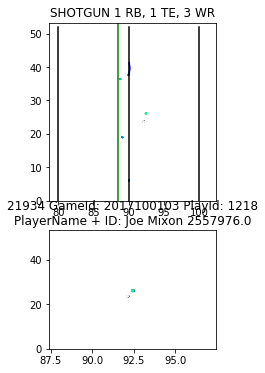 SHOTGUN 1 RB, 1 TE, 3 WR
50
40
30
20
10
0
80 85 90 95 100
21934 GameId: 2017100103 PlayId: 1218
PlayerName + ID: Joe Mixon 2557976.0
40
20
0
87.5 90.0 92.5 95.0